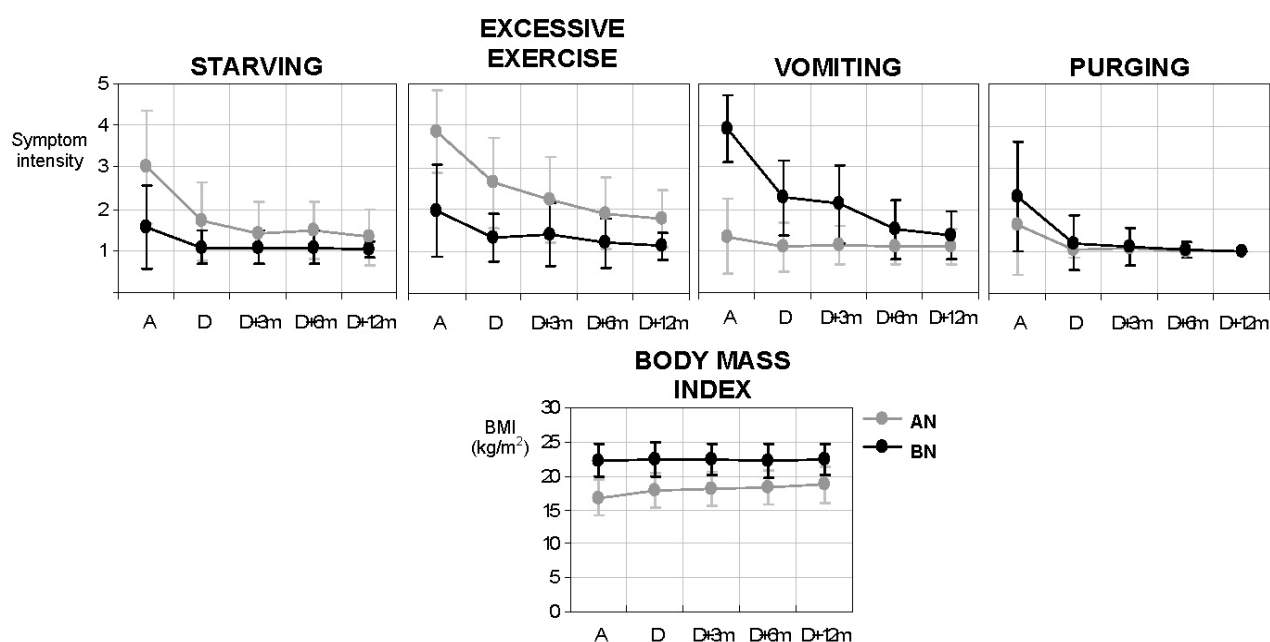 EXCESSIVE
EXERCISE
STARVING
VOMITING
PURGING
Symptom
intensity
5
4
3
2
1
A D D+3m D+6m D+12m
A D D+3m D+6m D+12m
A D D+3m D+6m D+12m
A D D+3m D+6m D+12m
BODY MASS
INDEX
BMI
(kg/m²)
30
25
20
15
10
5
0
A D D+3m D+6m D+12m
AN
BN